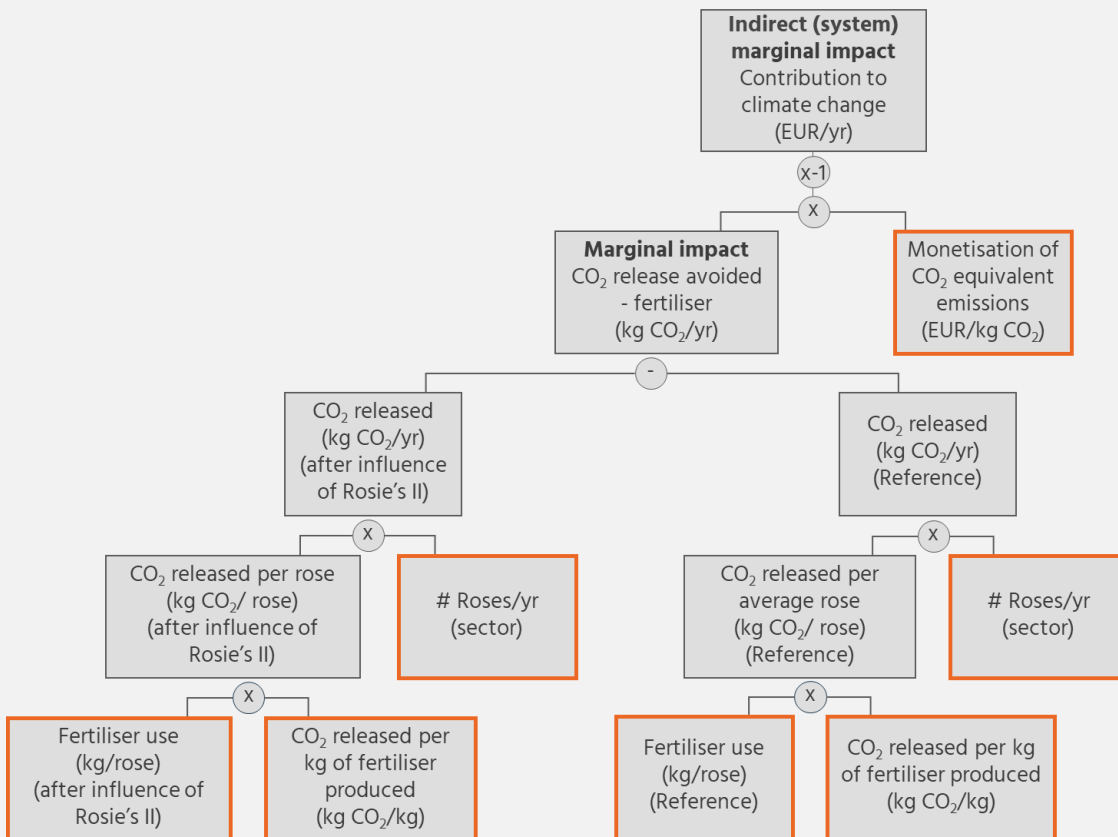 Indirect (system)
marginal impact
Contribution to
climate change
(EUR/yr)
x-1
x
Marginal impact
CO₂ release avoided
- fertiliser
(kg CO₂/yr)
Monetisation of
CO₂ equivalent
emissions
(EUR/kg CO₂)
-
CO₂ released
(kg CO₂/yr)
(after influence
of Rosie's II)
CO₂ released
(kg CO₂/yr)
(Reference)
x
x
CO₂ released per rose
(kg CO₂/ rose)
(after influence of
Rosie's II)
# Roses/yr
(sector)
CO₂ released per
average rose
(kg CO₂/ rose)
(Reference)
# Roses/yr
(sector)
x
x
Fertiliser use
(kg/rose)
(after influence of
Rosie's II)
CO₂ released per
kg of fertiliser
produced
(kg CO₂/kg)
Fertiliser use
(kg/rose)
(Reference)
CO₂ released per kg
of fertiliser produced
(kg CO₂/kg)